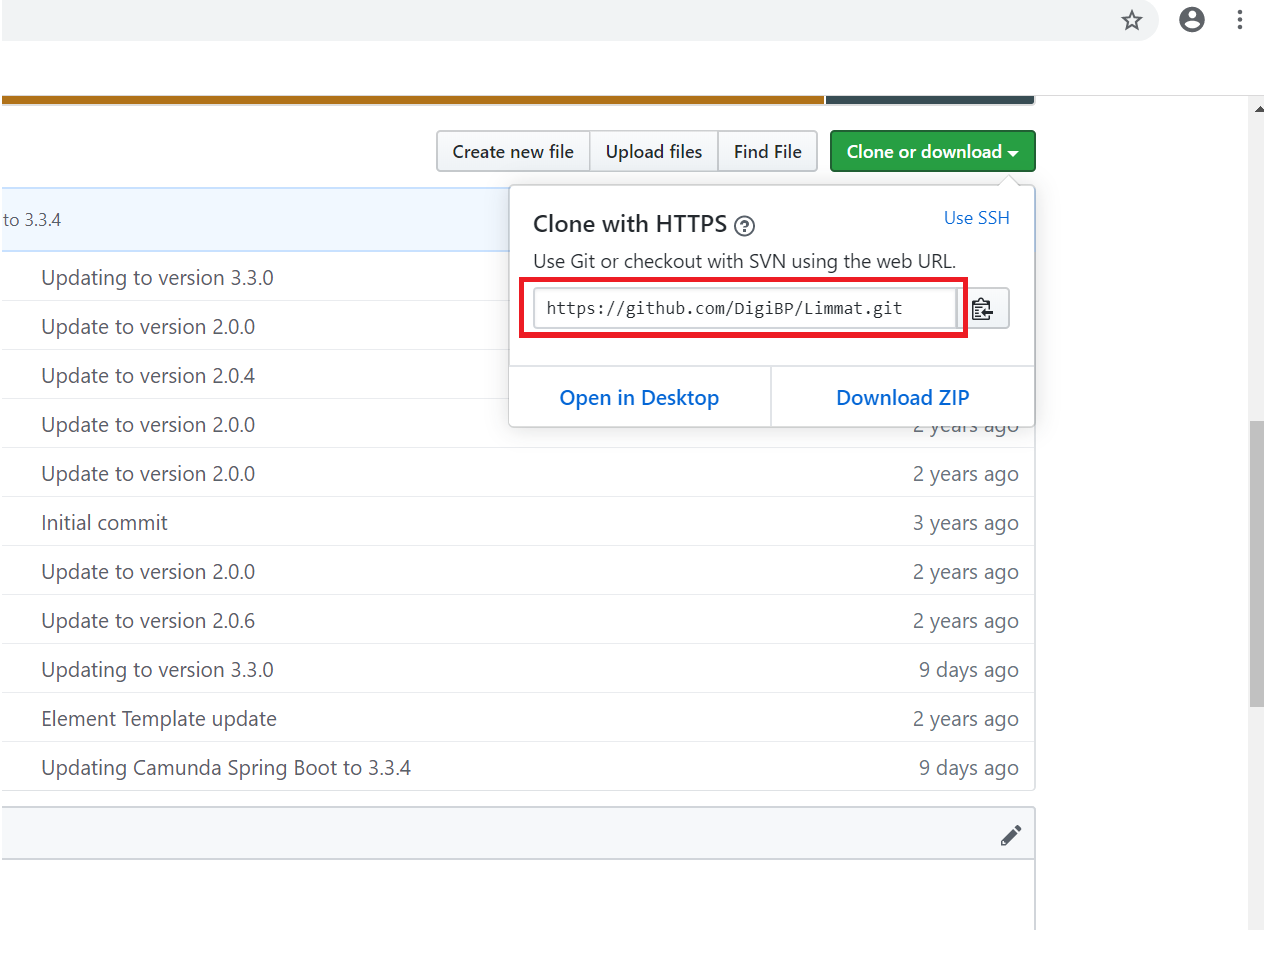 Create new file
Upload files
Find File
Clone or download
to 3.3.4
Clone with HTTPS
Use SSH
Use Git or checkout with SVN using the web URL.
https://github.com/DigiBP/Limmat.git
Open in Desktop
Download ZIP
Updating to version 3.3.0
Update to version 2.0.0
Update to version 2.0.4
Update to version 2.0.0
2 years ago
Update to version 2.0.0
2 years ago
Initial commit
3 years ago
Update to version 2.0.0
2 years ago
Update to version 2.0.6
2 years ago
Updating to version 3.3.0
9 days ago
Element Template update
2 years ago
Updating Camunda Spring Boot to 3.3.4
9 days ago